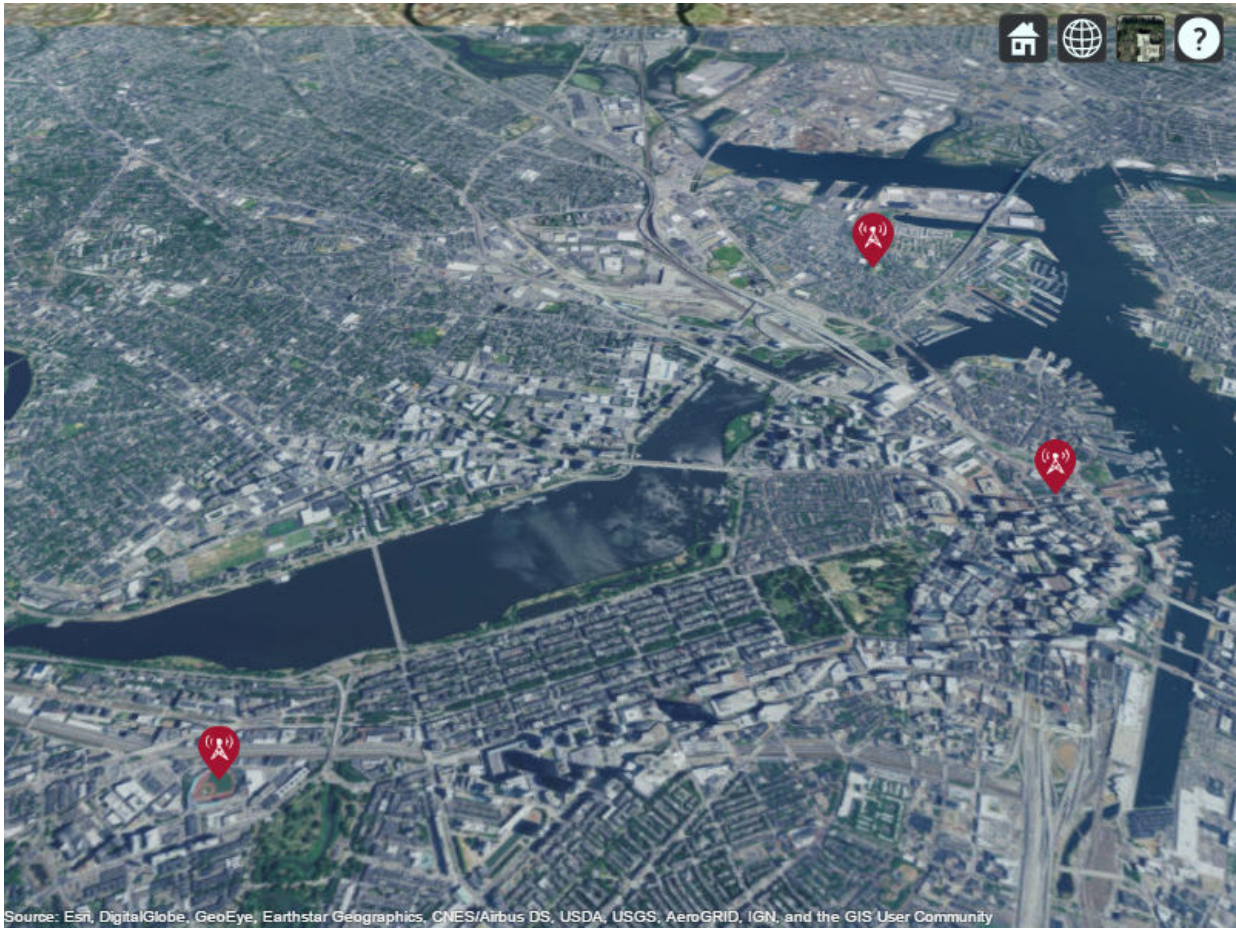 ?
Source: Esri, DigitalGlobe, GeoEye, Earthstar Geographics, CNES/Airbus DS, USDA, USGS, AeroGRID, IGN, and the GIS User Community